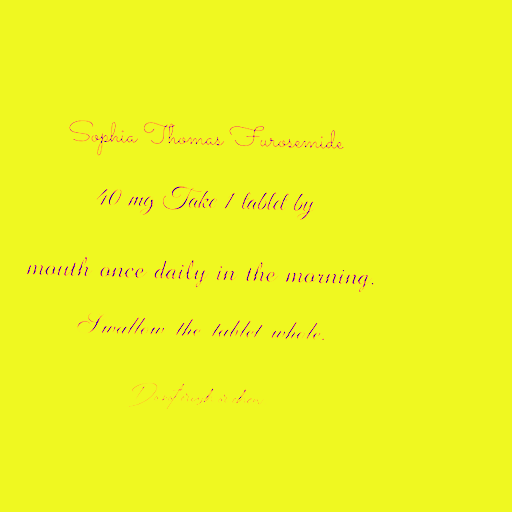 Sophia Thomas Furosemide
40 mg Take 1 tablet by
mouth once daily in the morning.
Swallow the tablet whole.